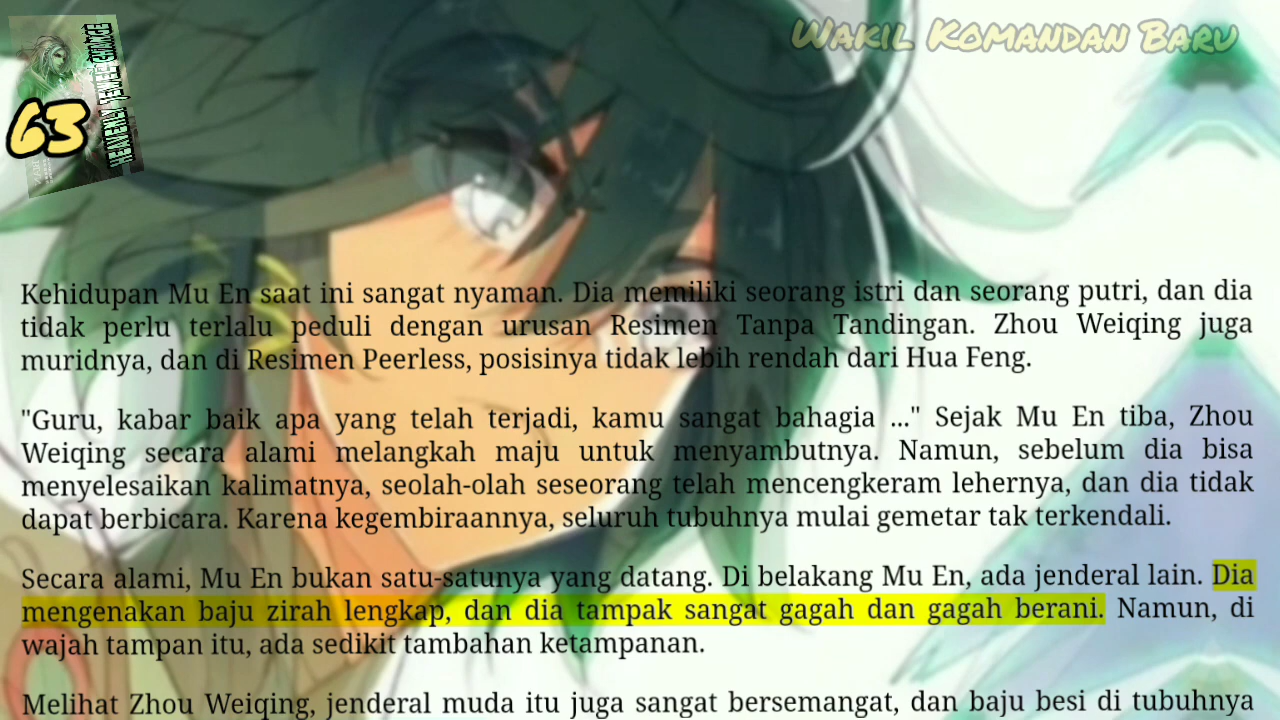 Wakil Komandan Baru
HEAVENLY JEWEL CHANGE
63
Kehidupan Mu En saat ini sangat nyaman. Dia memiliki seorang istri dan seorang putri, dan dia
tidak perlu terlalu peduli dengan urusan Resimen Tanpa Tandingan. Zhou Weiqing juga
muridnya, dan di Resimen Peerless, posisinya tidak lebih rendah dari Hua Feng.
"Guru, kabar baik apa yang telah terjadi, kamu sangat bahagia ..." Sejak Mu En tiba, Zhou
Weiqing secara alami melangkah maju untuk menyambutnya. Namun, sebelum dia bisa
menyelesaikan kalimatnya, seolah-olah seseorang telah mencengkeram lehernya, dan dia tidak
dapat berbicara. Karena kegembiraannya, seluruh tubuhnya mulai gemetar tak terkendali.
Secara alami, Mu En bukan satu-satunya yang datang. Di belakang Mu En, ada jenderal lain. Dia
mengenakan baju zirah lengkap, dan dia tampak sangat gagah dan gagah berani. Namun, di
wajah tampan itu, ada sedikit tambahan ketampanan.
Melihat Zhou Weiqing, jenderal muda itu juga sangat bersemangat, dan baju besi di tubuhnya